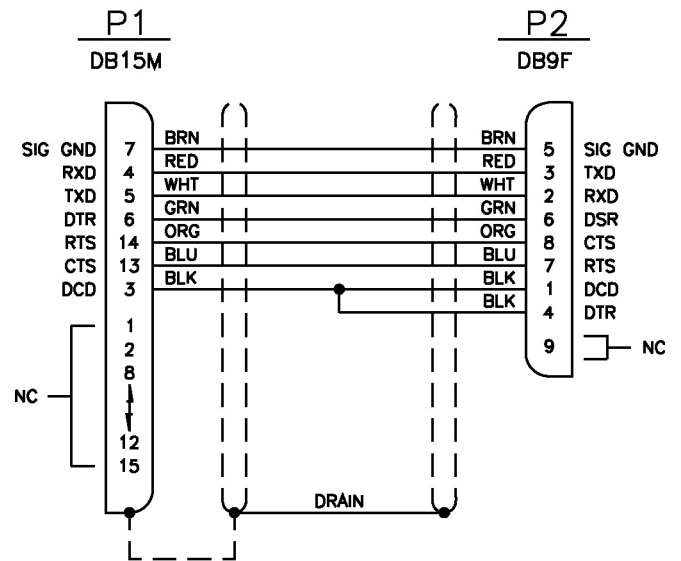 P1 P2
DB15M DB9F
BRN BRN
SIG GND 7 5 SIG GND
RED RED
RXD 4 3 TXD
WHT WHT
TXD 5 2 RXD
GRN GRN
DTR 6 6 DSR
ORG ORG
RTS 14 8 CTS
BLU BLU
CTS 13 7 RTS
BLK BLK
DCD 3 1 DCD
BLK
4 DTR
1
2 9 NC
8
NC
12
15
DRAIN